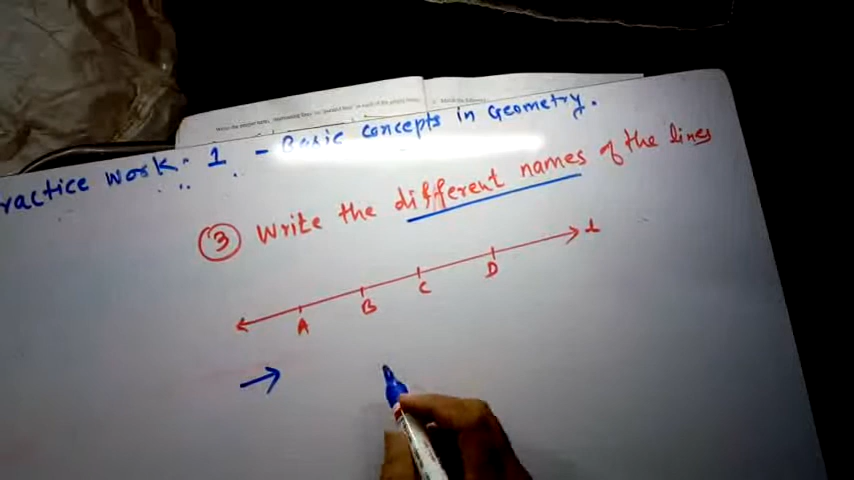 ractice work - 1 - Basic concepts in Geometry.
③ Write the different names of the lines
l
A B C D